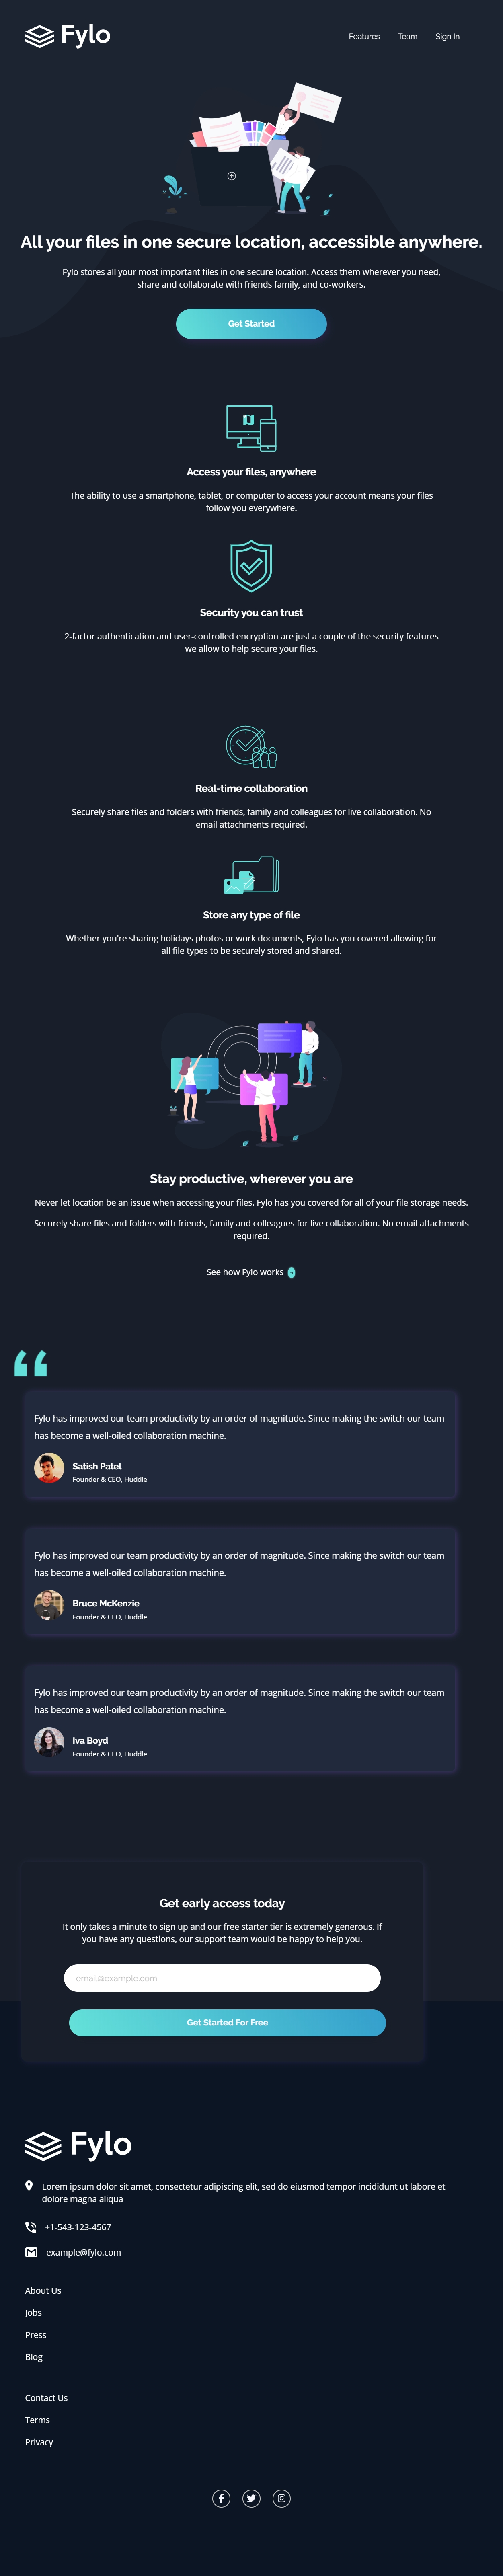 Fylo
Features Team Sign In
All your files in one secure location, accessible anywhere.
Fylo stores all your most important files in one secure location. Access them wherever you need,
share and collaborate with friends family, and co-workers.
Get Started
Access your files, anywhere
The ability to use a smartphone, tablet, or computer to access your account means your files
follow you everywhere.
Security you can trust
2-factor authentication and user-controlled encryption are just a couple of the security features
we allow to help secure your files.
Real-time collaboration
Securely share files and folders with friends, family and colleagues for live collaboration. No
email attachments required.
Store any type of file
Whether you're sharing holidays photos or work documents, Fylo has you covered allowing for
all file types to be securely stored and shared.
Stay productive, wherever you are
Never let location be an issue when accessing your files. Fylo has you covered for all of your file storage needs.
Securely share files and folders with friends, family and colleagues for live collaboration. No email attachments
required.
See how Fylo works
Fylo has improved our team productivity by an order of magnitude. Since making the switch our team
has become a well-oiled collaboration machine.
Satish Patel
Founder & CEO, Huddle
Fylo has improved our team productivity by an order of magnitude. Since making the switch our team
has become a well-oiled collaboration machine.
Bruce McKenzie
Founder & CEO, Huddle
Fylo has improved our team productivity by an order of magnitude. Since making the switch our team
has become a well-oiled collaboration machine.
Iva Boyd
Founder & CEO, Huddle
Get early access today
It only takes a minute to sign up and our free starter tier is extremely generous. If
you have any questions, our support team would be happy to help you.
email@example.com
Get Started For Free
Fylo
Lorem ipsum dolor sit amet, consectetur adipiscing elit, sed do eiusmod tempor incididunt ut labore et
dolore magna aliqua
+1-543-123-4567
example@fylo.com
About Us
Jobs
Press
Blog
Contact Us
Terms
Privacy